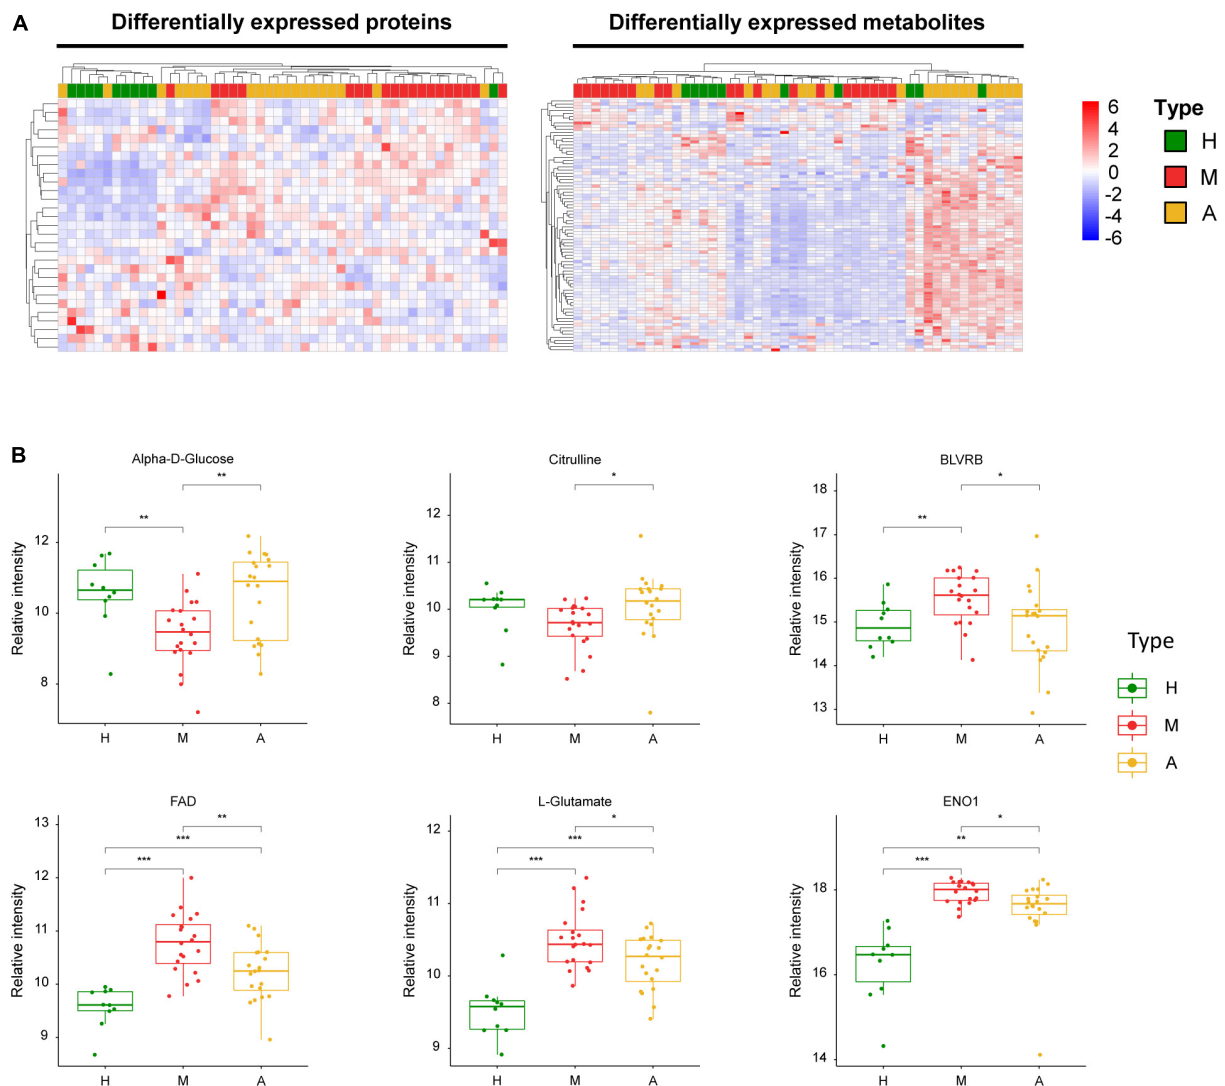 A
Differentially expressed proteins
Differentially expressed metabolites
6
4
2
0
-2
-4
-6
Type
H
M
A
B
Alpha-D-Glucose
**
**
Relative intensity
12
10
8
H M A
Citrulline
*
Relative intensity
12
11
10
9
8
H M A
BLVRB
*
**
Relative intensity
18
17
16
15
14
13
H M A
Type
H
M
A
FAD
**
***
***
Relative intensity
13
12
11
10
9
H M A
L-Glutamate
*
***
***
Relative intensity
12
11
10
9
H M A
ENO1
*
**
***
Relative intensity
18
16
14
H M A